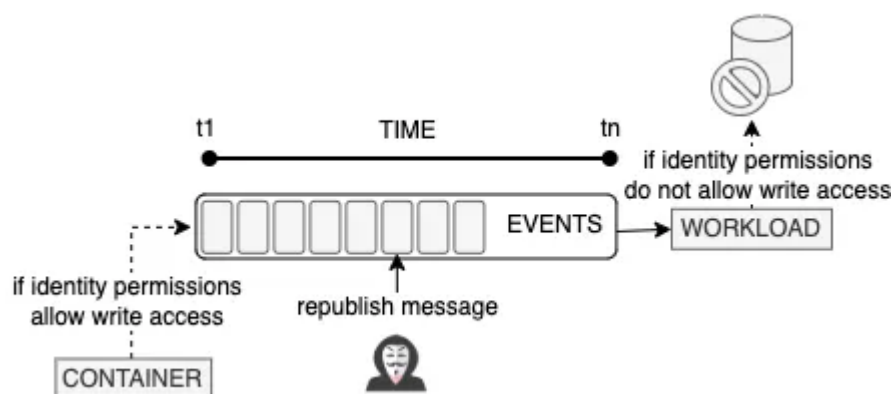 t1
TIME
tn
if identity permissions
do not allow write access
EVENTS
WORKLOAD
if identity permissions
allow write access
republish message
CONTAINER